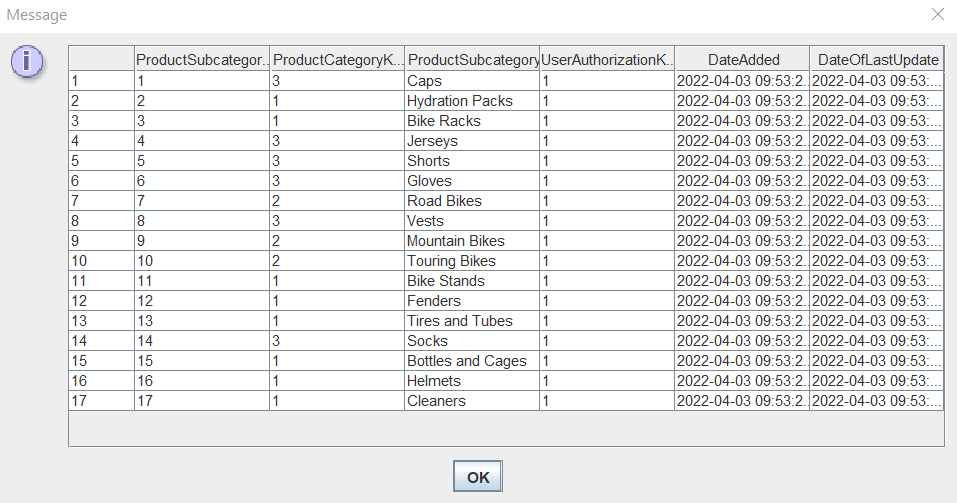 Message
i
ProductSubcategor... ProductCategoryK... ProductSubcategory UserAuthorizationK... DateAdded DateOfLastUpdate
1 1 3 Caps 1 2022-04-03 09:53:2... 2022-04-03 09:53:...
2 2 1 Hydration Packs 1 2022-04-03 09:53:2... 2022-04-03 09:53:...
3 3 1 Bike Racks 1 2022-04-03 09:53:2... 2022-04-03 09:53:...
4 4 3 Jerseys 1 2022-04-03 09:53:2... 2022-04-03 09:53:...
5 5 3 Shorts 1 2022-04-03 09:53:2... 2022-04-03 09:53:...
6 6 3 Gloves 1 2022-04-03 09:53:2... 2022-04-03 09:53:...
7 7 2 Road Bikes 1 2022-04-03 09:53:2... 2022-04-03 09:53:...
8 8 3 Vests 1 2022-04-03 09:53:2... 2022-04-03 09:53:...
9 9 2 Mountain Bikes 1 2022-04-03 09:53:2... 2022-04-03 09:53:...
10 10 2 Touring Bikes 1 2022-04-03 09:53:2... 2022-04-03 09:53:...
11 11 1 Bike Stands 1 2022-04-03 09:53:2... 2022-04-03 09:53:...
12 12 1 Fenders 1 2022-04-03 09:53:2... 2022-04-03 09:53:...
13 13 1 Tires and Tubes 1 2022-04-03 09:53:2... 2022-04-03 09:53:...
14 14 3 Socks 1 2022-04-03 09:53:2... 2022-04-03 09:53:...
15 15 1 Bottles and Cages 1 2022-04-03 09:53:2... 2022-04-03 09:53:...
16 16 1 Helmets 1 2022-04-03 09:53:2... 2022-04-03 09:53:...
17 17 1 Cleaners 1 2022-04-03 09:53:2... 2022-04-03 09:53:...
OK